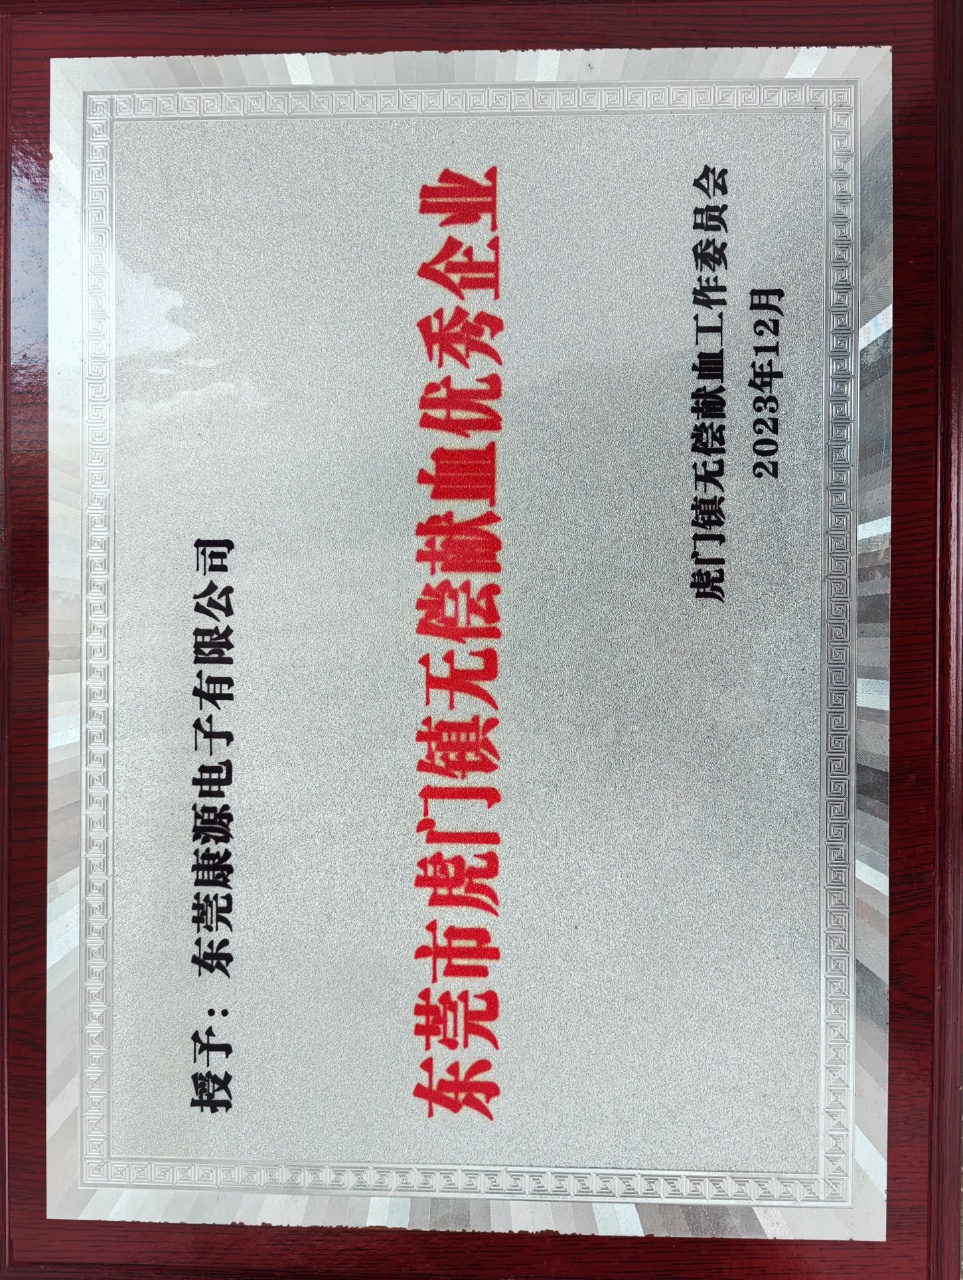 授予：东莞康源电子有限公司
东莞市虎门镇无偿献血优秀企业
虎门镇无偿献血工作委员会
2023年12月